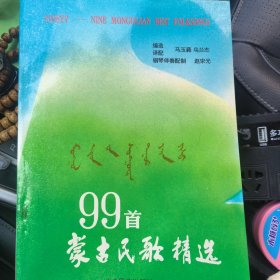 NINETY — NINE MONGOLIAN BEST FOLKSONGS
编选
译配 马玉蕤 乌兰杰
钢琴伴奏配制 赵宋光
99首
蒙古民歌精选